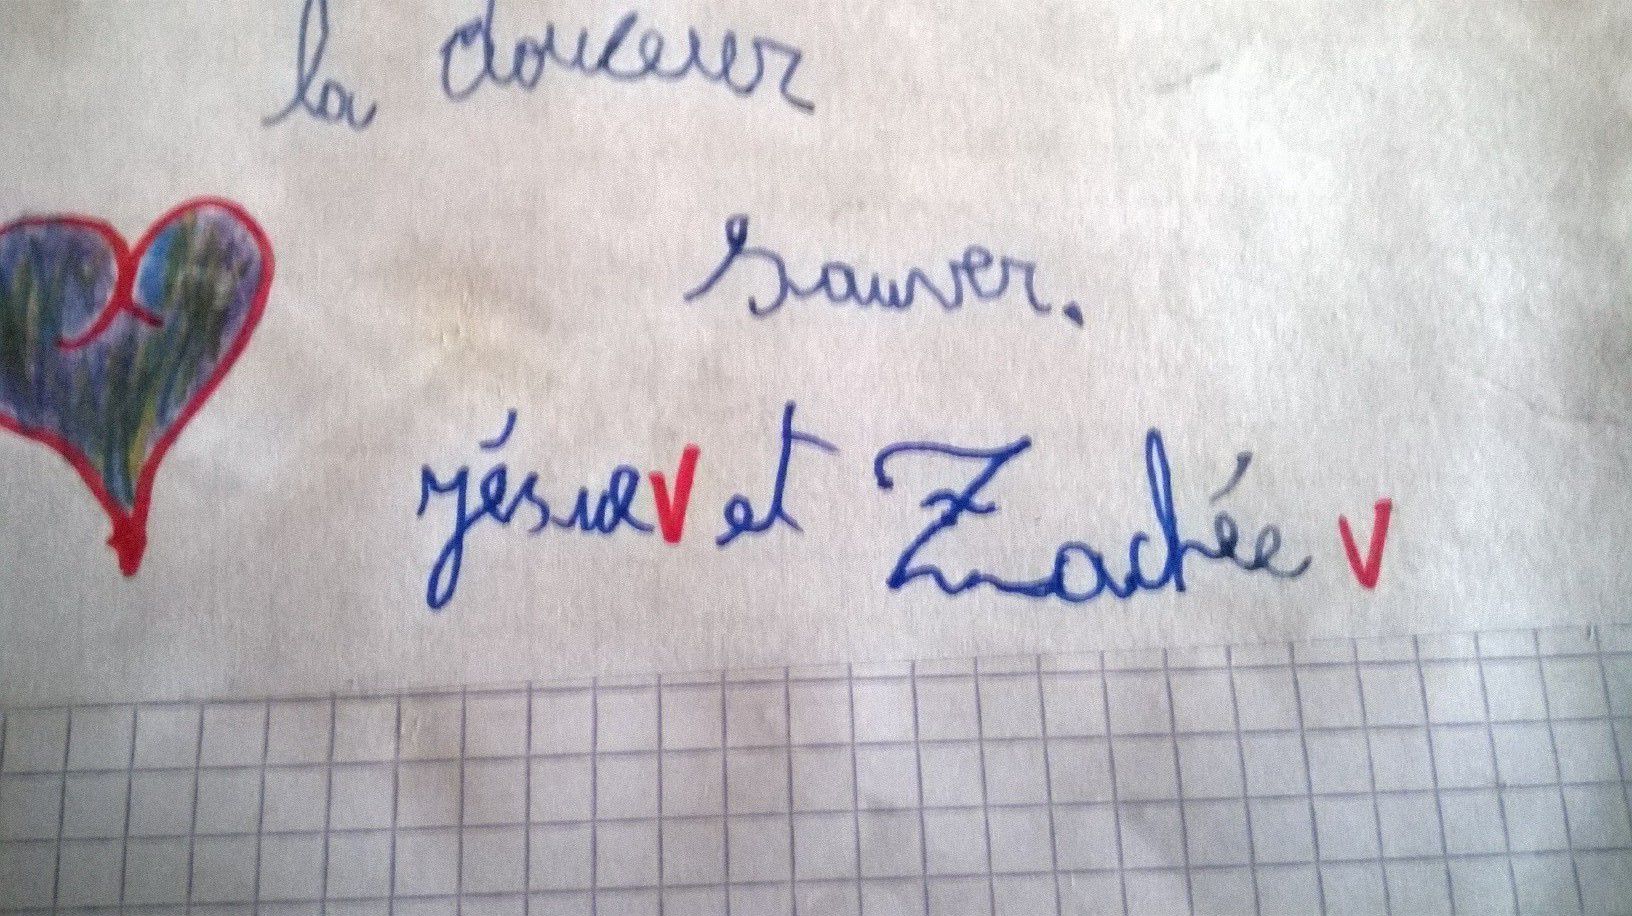 la douceur
sauver.
jésus V et Zachée V